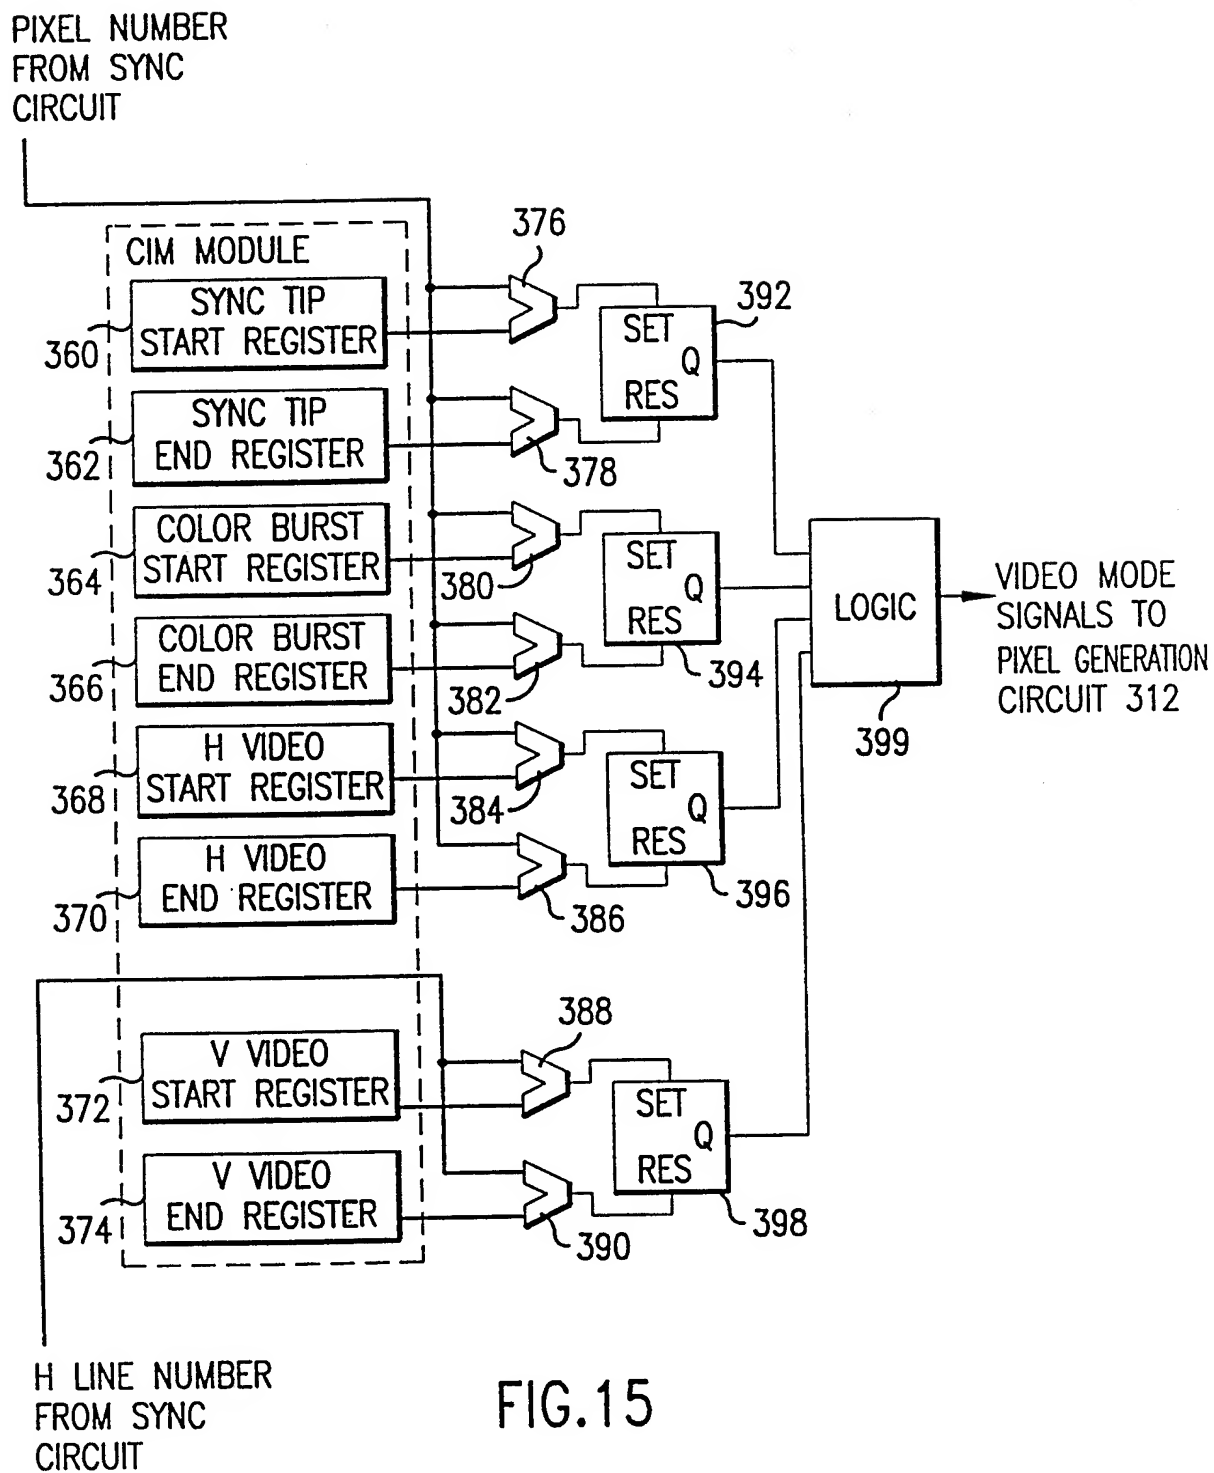 PIXEL NUMBER
FROM SYNC
CIRCUIT
CIM MODULE
376
SYNC TIP
START REGISTER
360
SET
Q
RES
392
SYNC TIP
END REGISTER
362
378
COLOR BURST
START REGISTER
364
380
SET
Q
RES
394
COLOR BURST
END REGISTER
366
382
LOGIC
399
VIDEO MODE
SIGNALS TO
PIXEL GENERATION
CIRCUIT 312
H VIDEO
START REGISTER
368
384
SET
Q
RES
396
H VIDEO
END REGISTER
370
386
388
V VIDEO
START REGISTER
372
SET
Q
RES
398
V VIDEO
END REGISTER
374
390
H LINE NUMBER
FROM SYNC
CIRCUIT
FIG.15